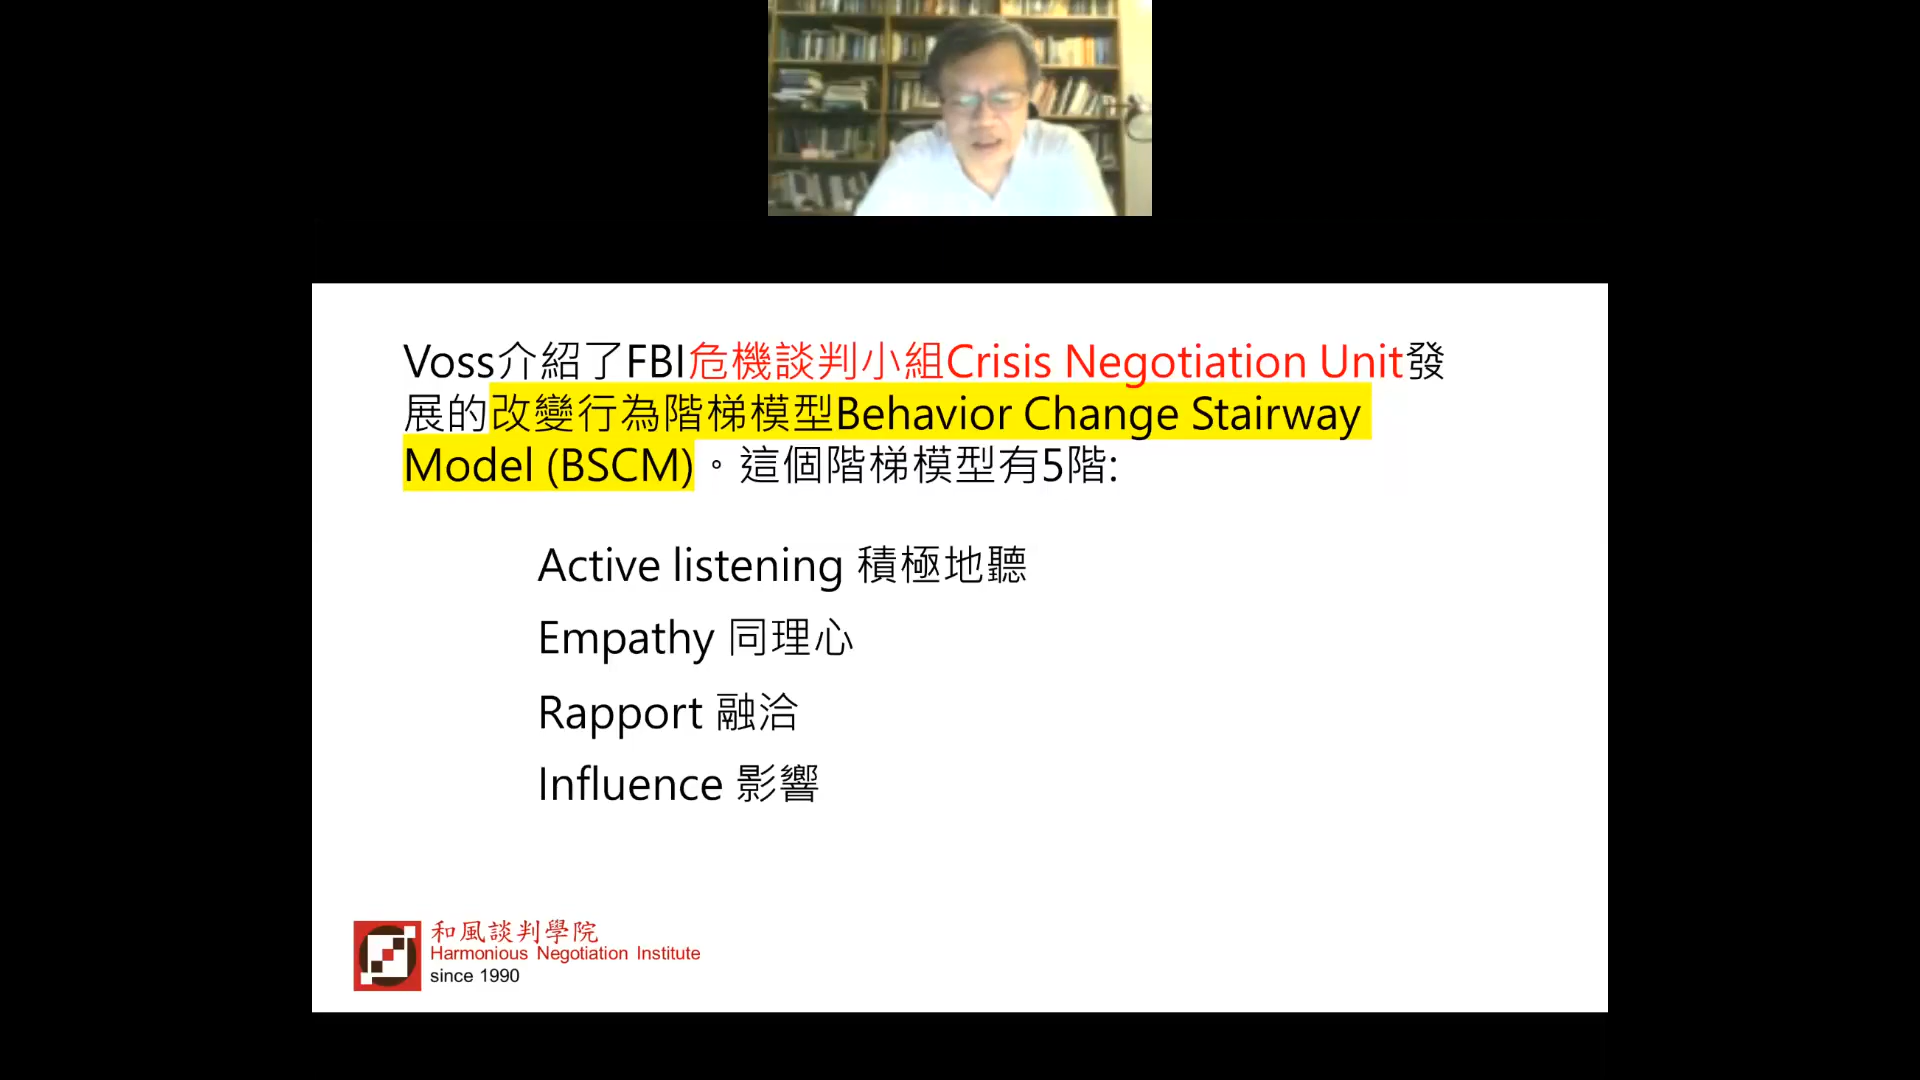 Voss介紹了FBI危機談判小組Crisis Negotiation Unit發
展的改變行為階梯模型Behavior Change Stairway
Model (BSCM)。這個階梯模型有5階:
Active listening 積極地聽
Empathy 同理心
Rapport 融洽
Influence 影響
和風談判學院
Harmonious Negotiation Institute
since 1990